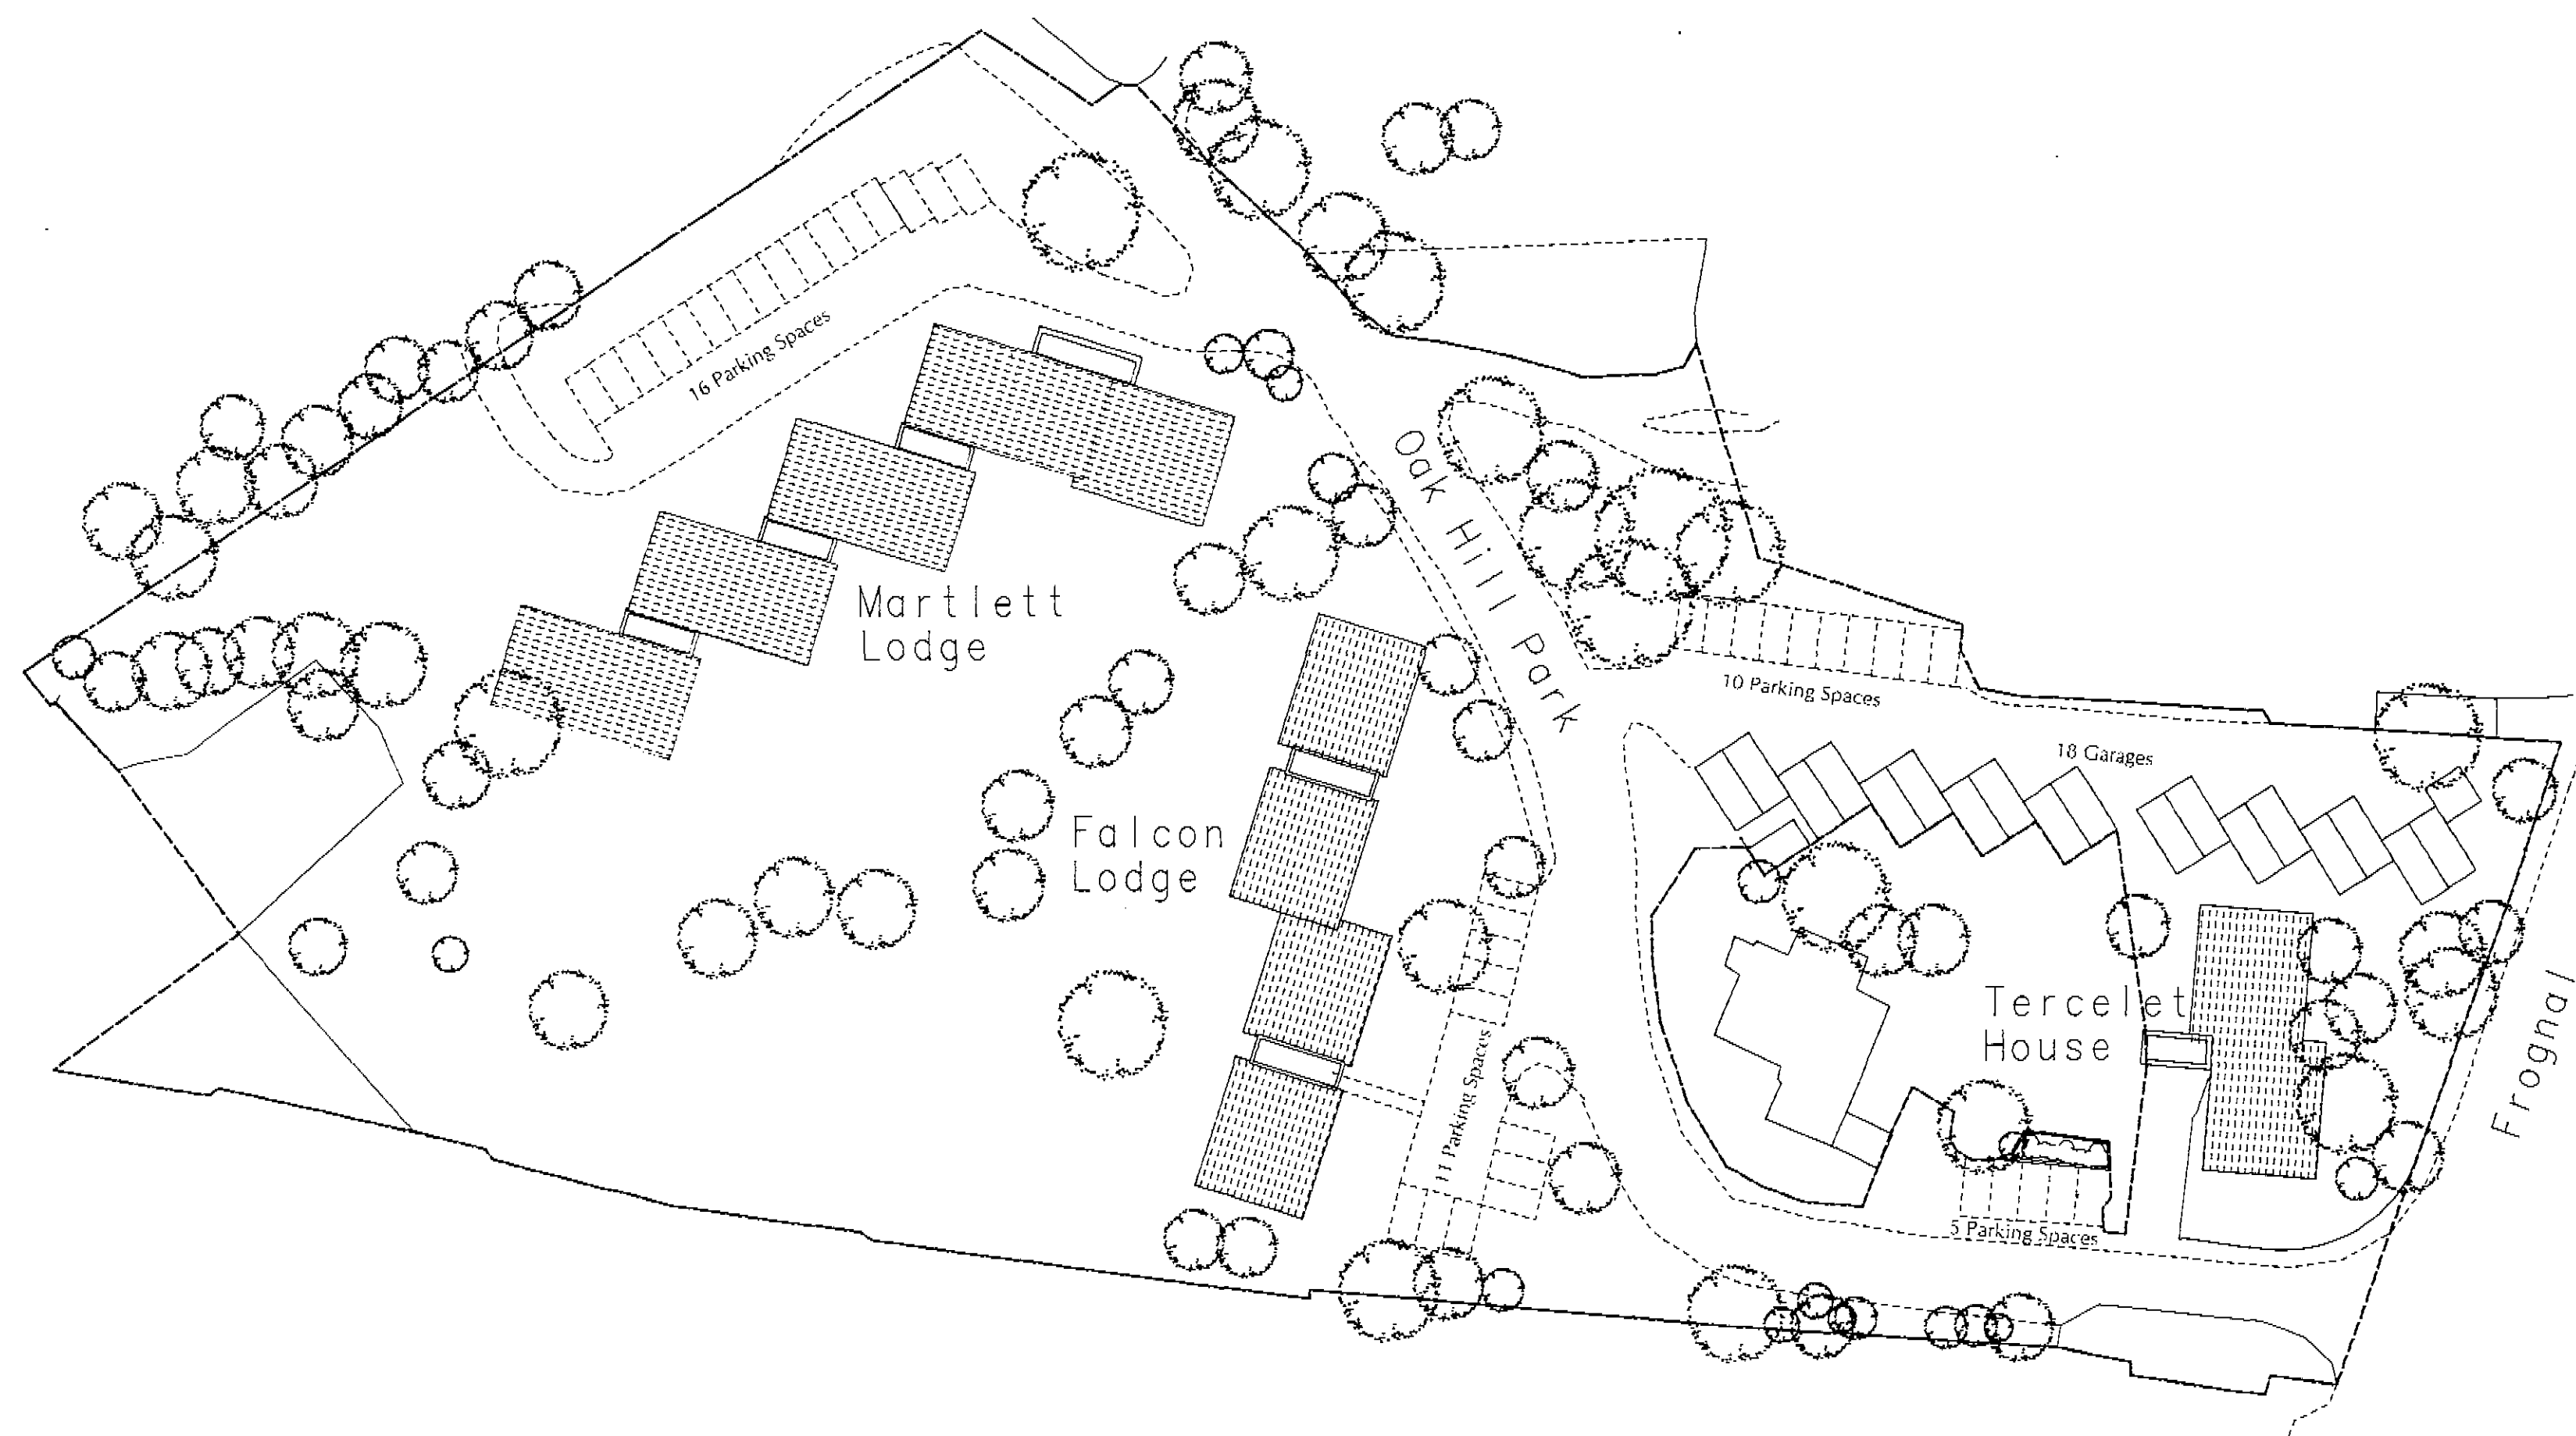 16 Parking Spaces
Oak Hill Park
Martlett
Lodge
10 Parking Spaces
18 Garages
Falcon
Lodge
Tercelet
House
Frognal
11 Parking Spaces
5 Parking Spaces